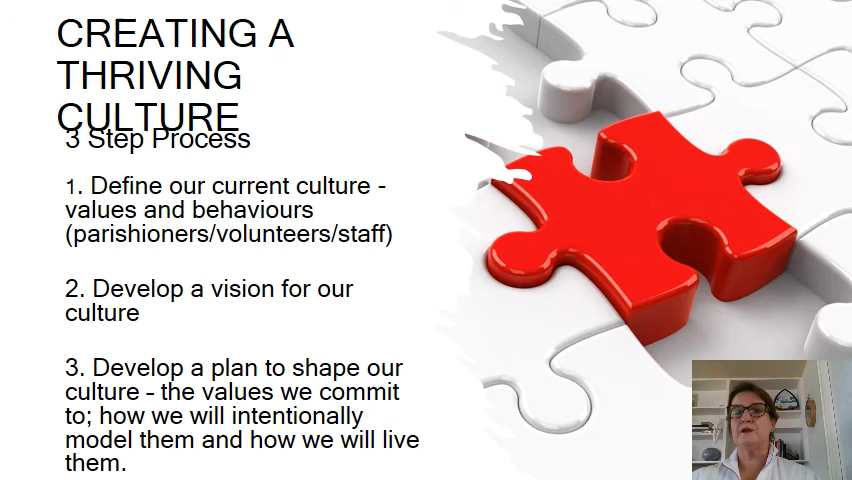 CREATING A
THRIVING
CULTURE
3 Step Process
1. Define our current culture -
values and behaviours
(parishioners/volunteers/staff)
2. Develop a vision for our
culture
3. Develop a plan to shape our
culture - the values we commit
to; how we will intentionally
model them and how we will live
them.